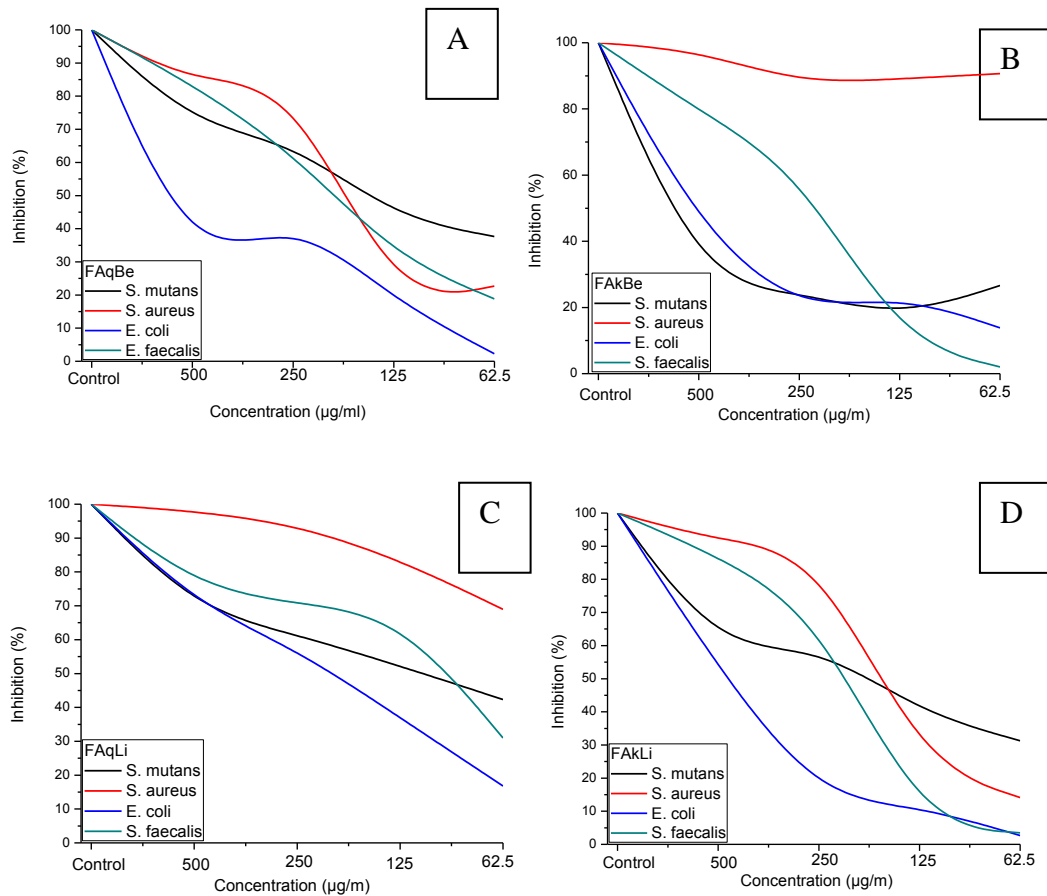 A
100
90
80
70
60
50
40
30
20
10
0
Inhibition (%)
FAqBe
S. mutans
S. aureus
E. coli
E. faecalis
Control
500
250
125
62.5
Concentration (µg/ml)
B
100
80
60
40
20
0
Inhibition (%)
FAkBe
S. mutans
S. aureus
E. coli
S. faecalis
Control
500
250
125
62.5
Concentration (µg/m)
C
100
90
80
70
60
50
40
30
20
10
0
Inhibition (%)
FAqLi
S. mutans
S. aureus
E. coli
S. faecalis
Control
500
250
125
62.5
Concentration (µg/m)
D
100
90
80
70
60
50
40
30
20
10
0
Inhibition (%)
FAkLi
S. mutans
S. aureus
E. coli
S. faecalis
Control
500
250
125
62.5
Concentration (µg/m)